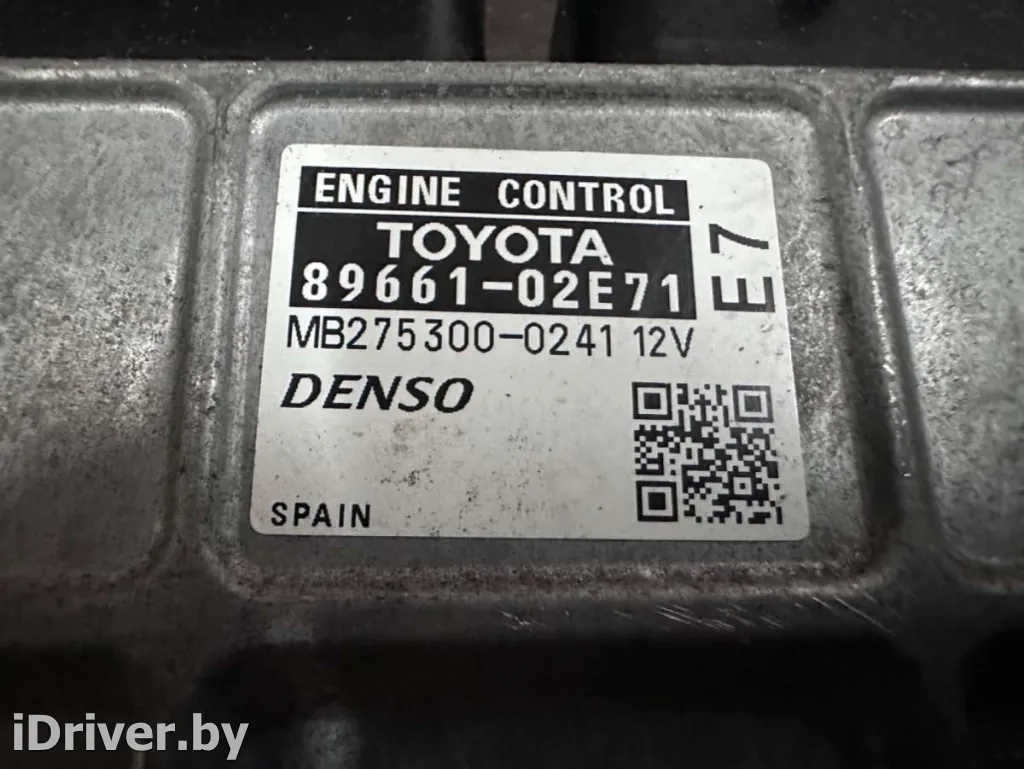 ENGINE CONTROL
TOYOTA
89661-02E71
E7
MB275300-0241 12V
DENSO
SPAIN
iDriver.by